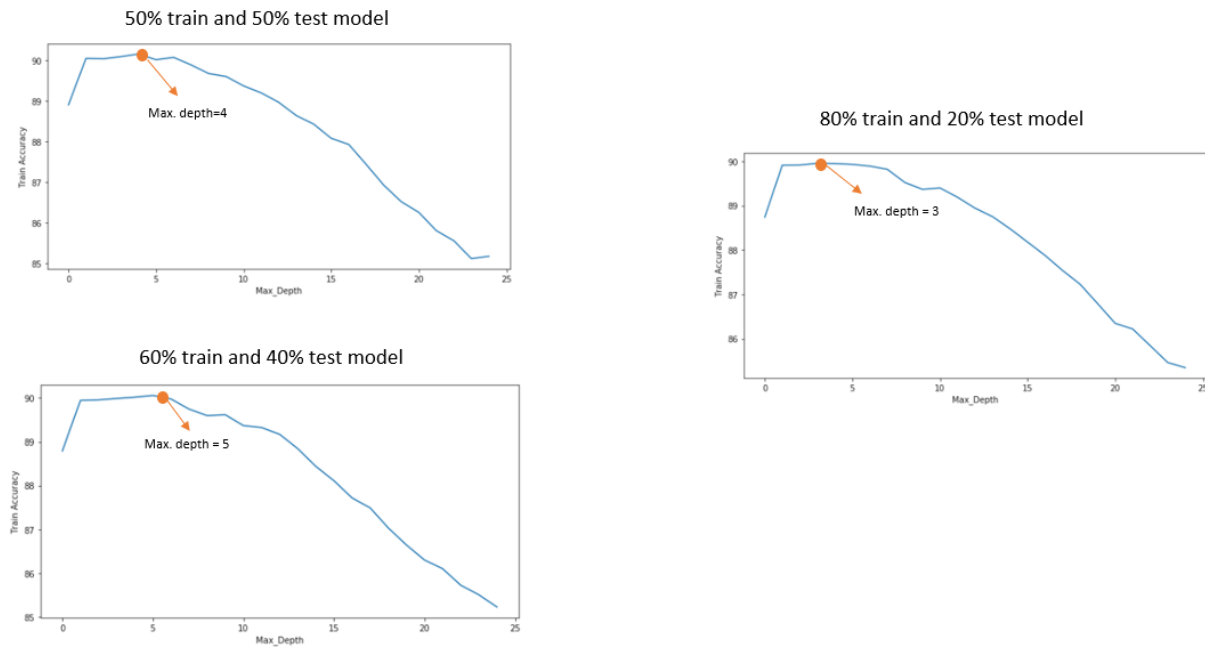 50% train and 50% test model
90
89
88
87
86
85
Train Accuracy
Max. depth=4
0 5 10 15 20 25
Max_Depth
60% train and 40% test model
90
89
88
87
86
85
Train Accuracy
Max. depth = 5
0 5 10 15 20 25
Max_Depth
80% train and 20% test model
90
89
88
87
86
Train Accuracy
Max. depth = 3
0 5 10 15 20 25
Max_Depth